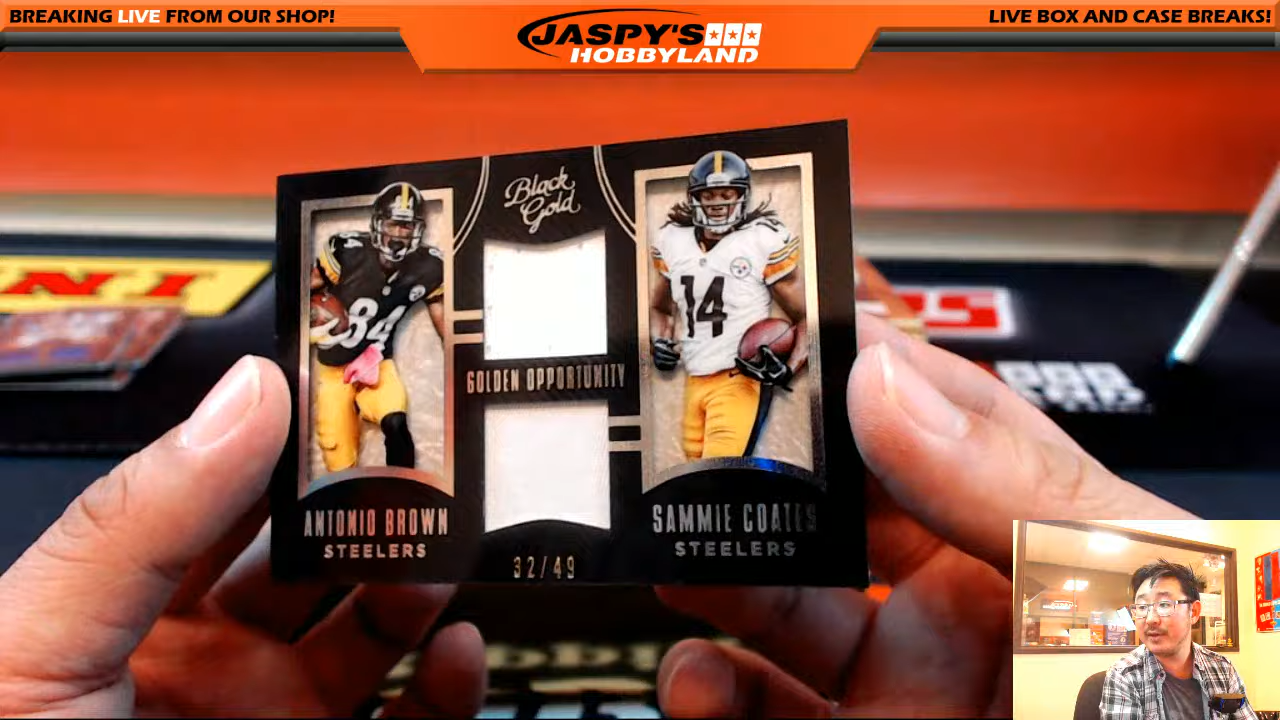 BREAKING LIVE FROM OUR SHOP!
JASPY'S
HOBBYLAND
LIVE BOX AND CASE BREAKS!
Black
Gold
84
14
GOLDEN OPPORTUNITY
ANTONIO BROWN
STEELERS
SAMMIE COATES
STEELERS
32/49